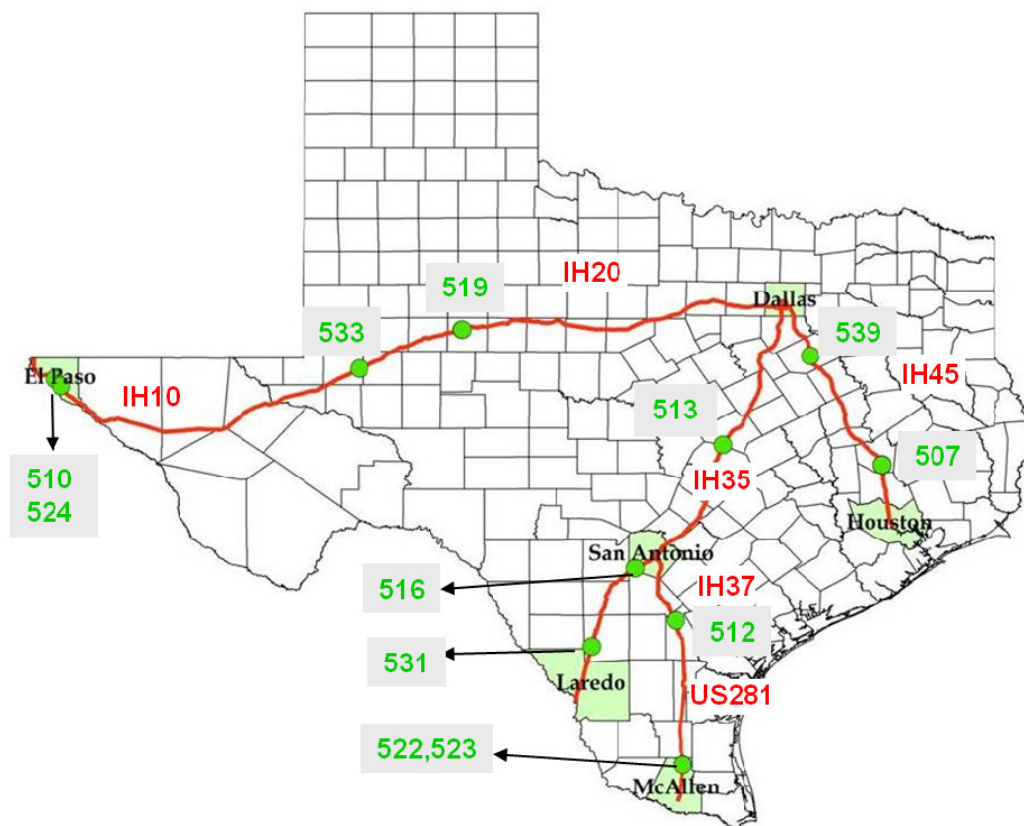 IH20
519
Dallas
533
539
El Paso
IH10
IH45
513
510
524
507
IH35
Houston
San Antonio
516
IH37
512
531
Laredo
US281
522,523
McAllen